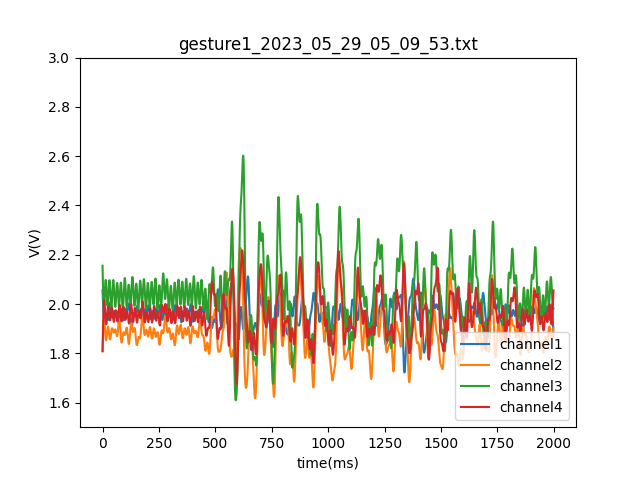 gesture1_2023_05_29_05_09_53.txt
3.0
2.8
2.6
2.4
2.2
2.0
1.8
1.6
V(V)
0 250 500 750 1000 1250 1500 1750 2000
time(ms)
channel1
channel2
channel3
channel4